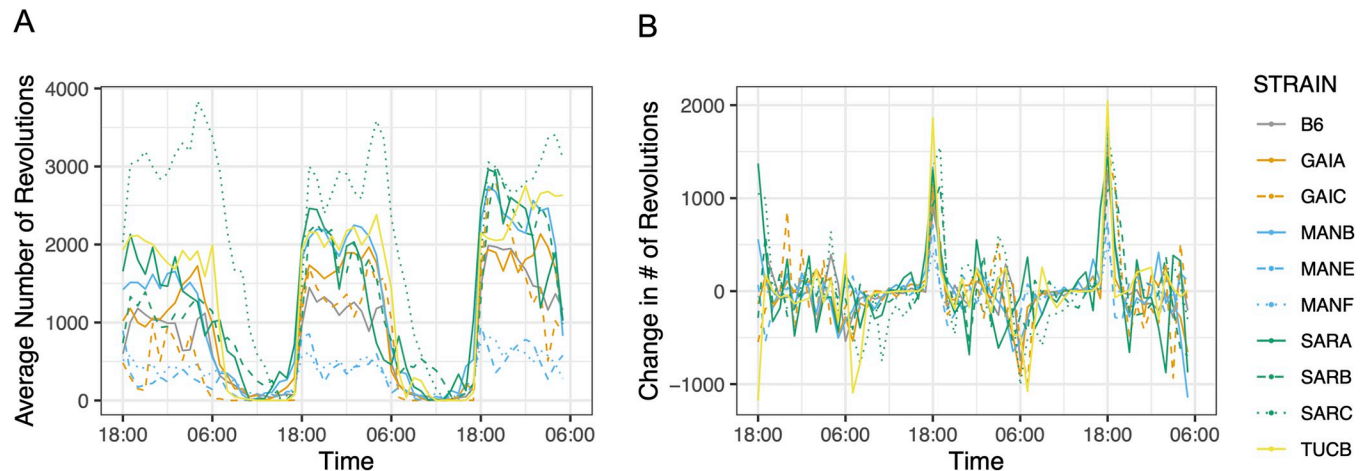 A
B
Average Number of Revolutions
4000
3000
2000
1000
0
18:00 06:00 18:00 06:00 18:00 06:00
Time
Change in # of Revolutions
2000
1000
0
−1000
18:00 06:00 18:00 06:00 18:00 06:00
Time
STRAIN
B6
GAIA
GAIC
MANB
MANE
MANF
SARA
SARB
SARC
TUCB